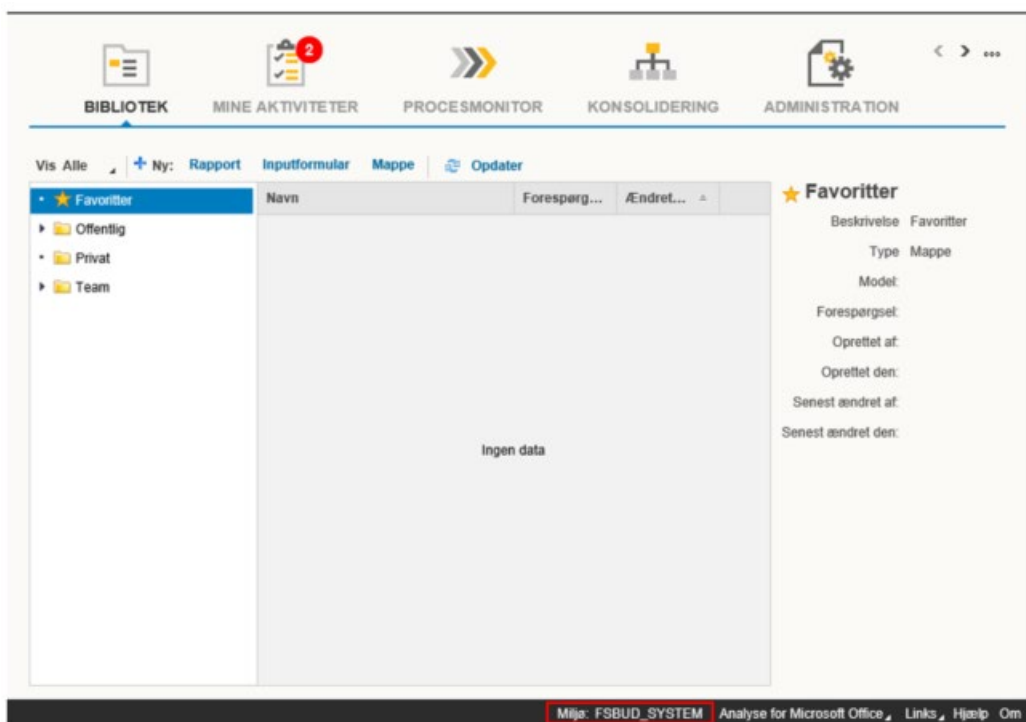 2
BIBLIOTEK MINE AKTIVITETER PROCESMONITOR KONSOLIDERING ADMINISTRATION
Vis Alle Ny: Rapport Inputformular Mappe Opdater
Favoritter
Offentlig
Privat
Team
Navn Forespørg... Ændret...
Ingen data
Favoritter
Beskrivelse Favoritter
Type Mappe
Model:
Forespørgsel:
Oprettet af:
Oprettet den:
Senest ændret af:
Senest ændret den:
Miljø: FSBUD_SYSTEM Analyse for Microsoft Office Links Hjælp Om